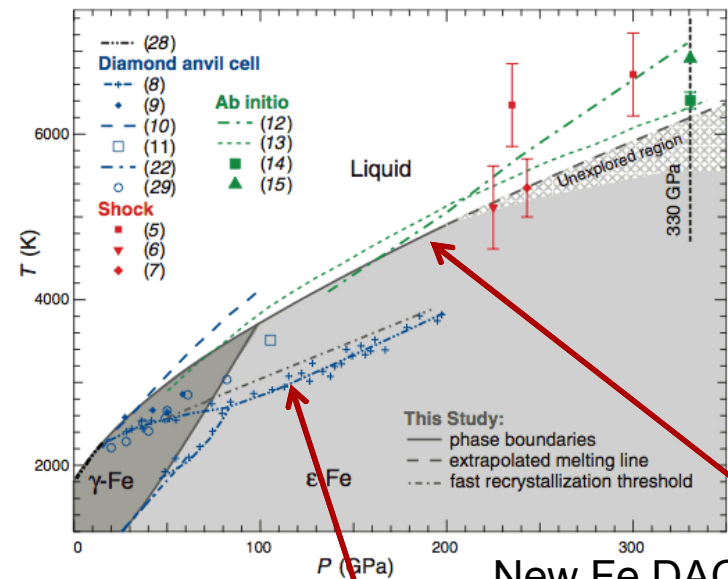 (28)
Diamond anvil cell
(8)
(9)
(10)
(11)
(22)
(29)
Shock
(5)
(6)
(7)
Ab initio
(12)
(13)
(14)
(15)
Liquid
Unexplored region
330 GPa
γ-Fe
ε-Fe
This Study:
phase boundaries
extrapolated melting line
fast recrystallization threshold
T (K)
6000
4000
2000
0 100 200 300
P (GPa)
New Fe DAC